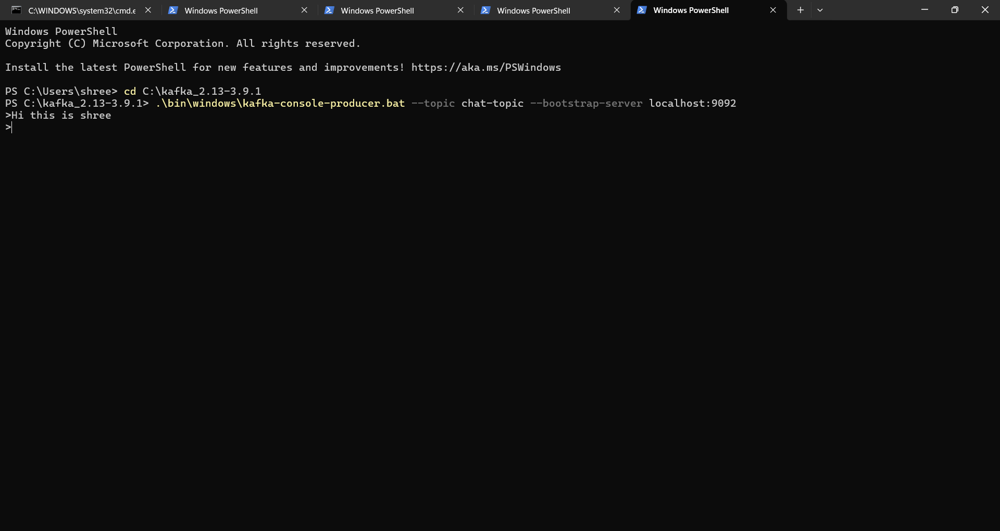 C:\WINDOWS\system32\cmd.e
Windows PowerShell
Windows PowerShell
Windows PowerShell
Windows PowerShell
Windows PowerShell
Copyright (C) Microsoft Corporation. All rights reserved.
Install the latest PowerShell for new features and improvements! https://aka.ms/PSWindows
PS C:\Users\shree> cd C:\kafka_2.13-3.9.1
PS C:\kafka_2.13-3.9.1> .\bin\windows\kafka-console-producer.bat --topic chat-topic --bootstrap-server localhost:9092
>Hi this is shree
>